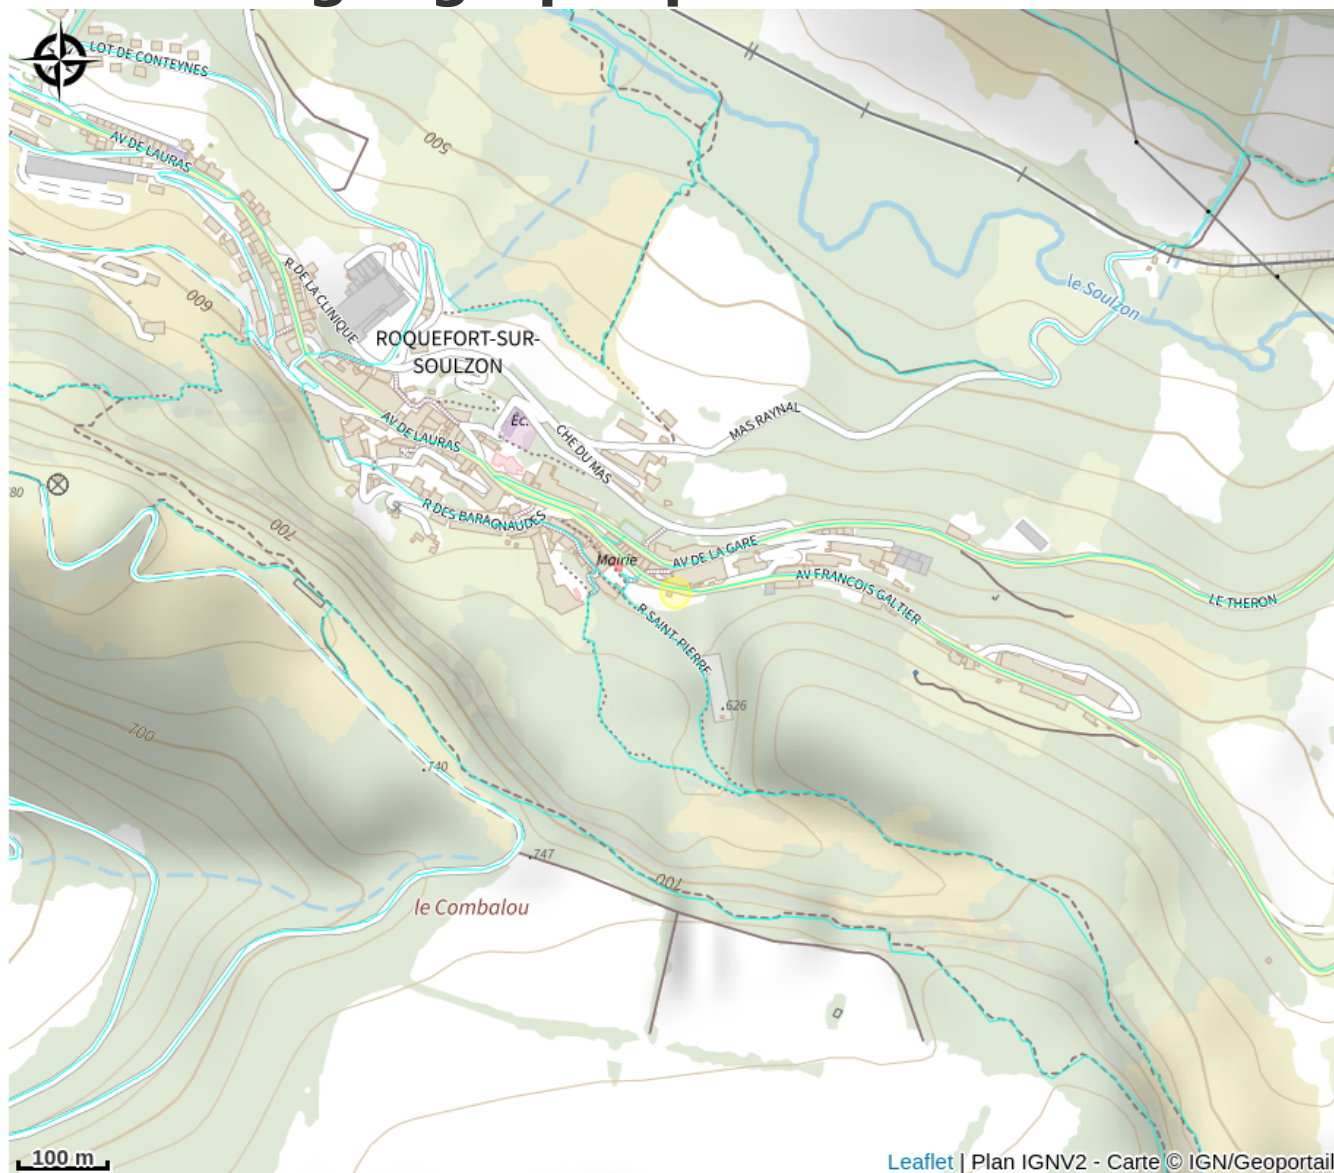 LOT DE CONTEYNES
AV DE LAURAS
500
R DE LA CLINIQUE
600
le Soulzon
ROQUEFORT-SUR-
SOULZON
Éc.
MAS RAYNAL
AV DE LAURAS
CHE DU MAS
80
R DES BARAGNAUDES
700
Mairie
AV DE LA GARE
AV FRANCOIS GALTIER
LE THERON
R SAINT-PIERRE
626
700
740
747
700
le Combalou
100 m
Leaflet | Plan IGNV2 - Carte © IGN/Geoportail